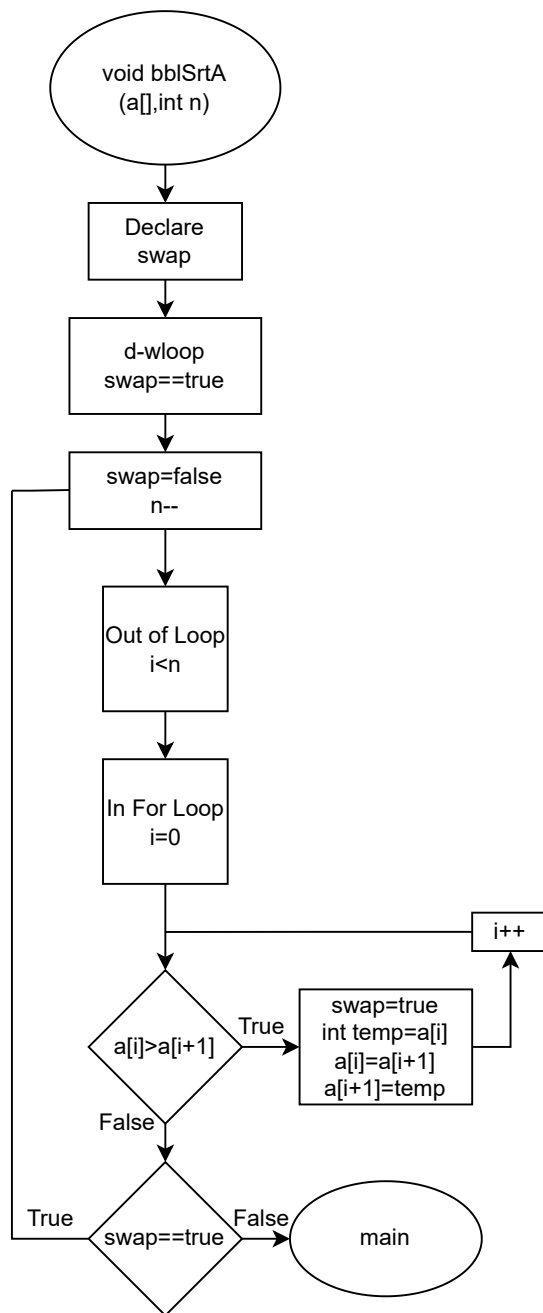 void bblSrtA
(a[],int n)
Declare
swap
d-wloop
swap==true
swap=false
n--
Out of Loop
i<n
In For Loop
i=0
i++
a[i]>a[i+1]
True
swap=true
int temp=a[i]
a[i]=a[i+1]
a[i+1]=temp
False
True
swap==true
False
main